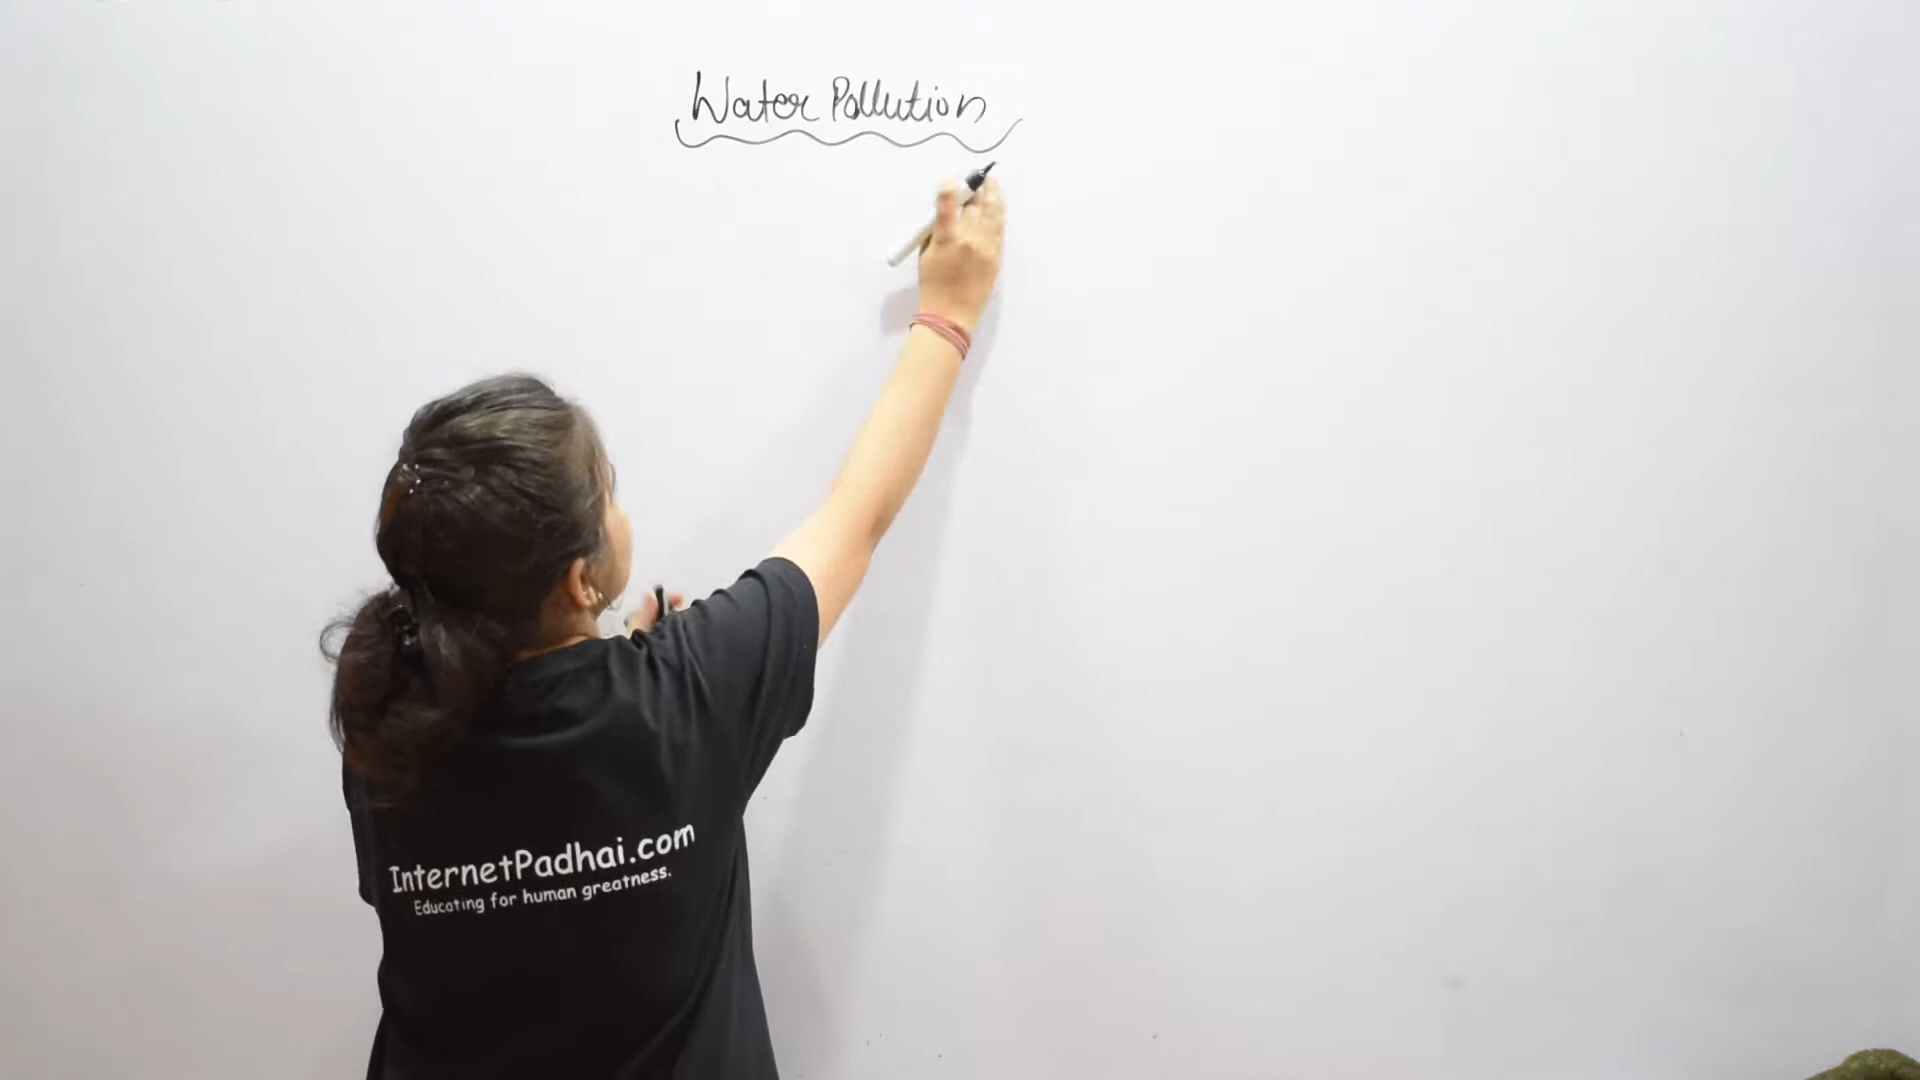 Water Pollution
InternetPadhai.com
Educating for human greatness.